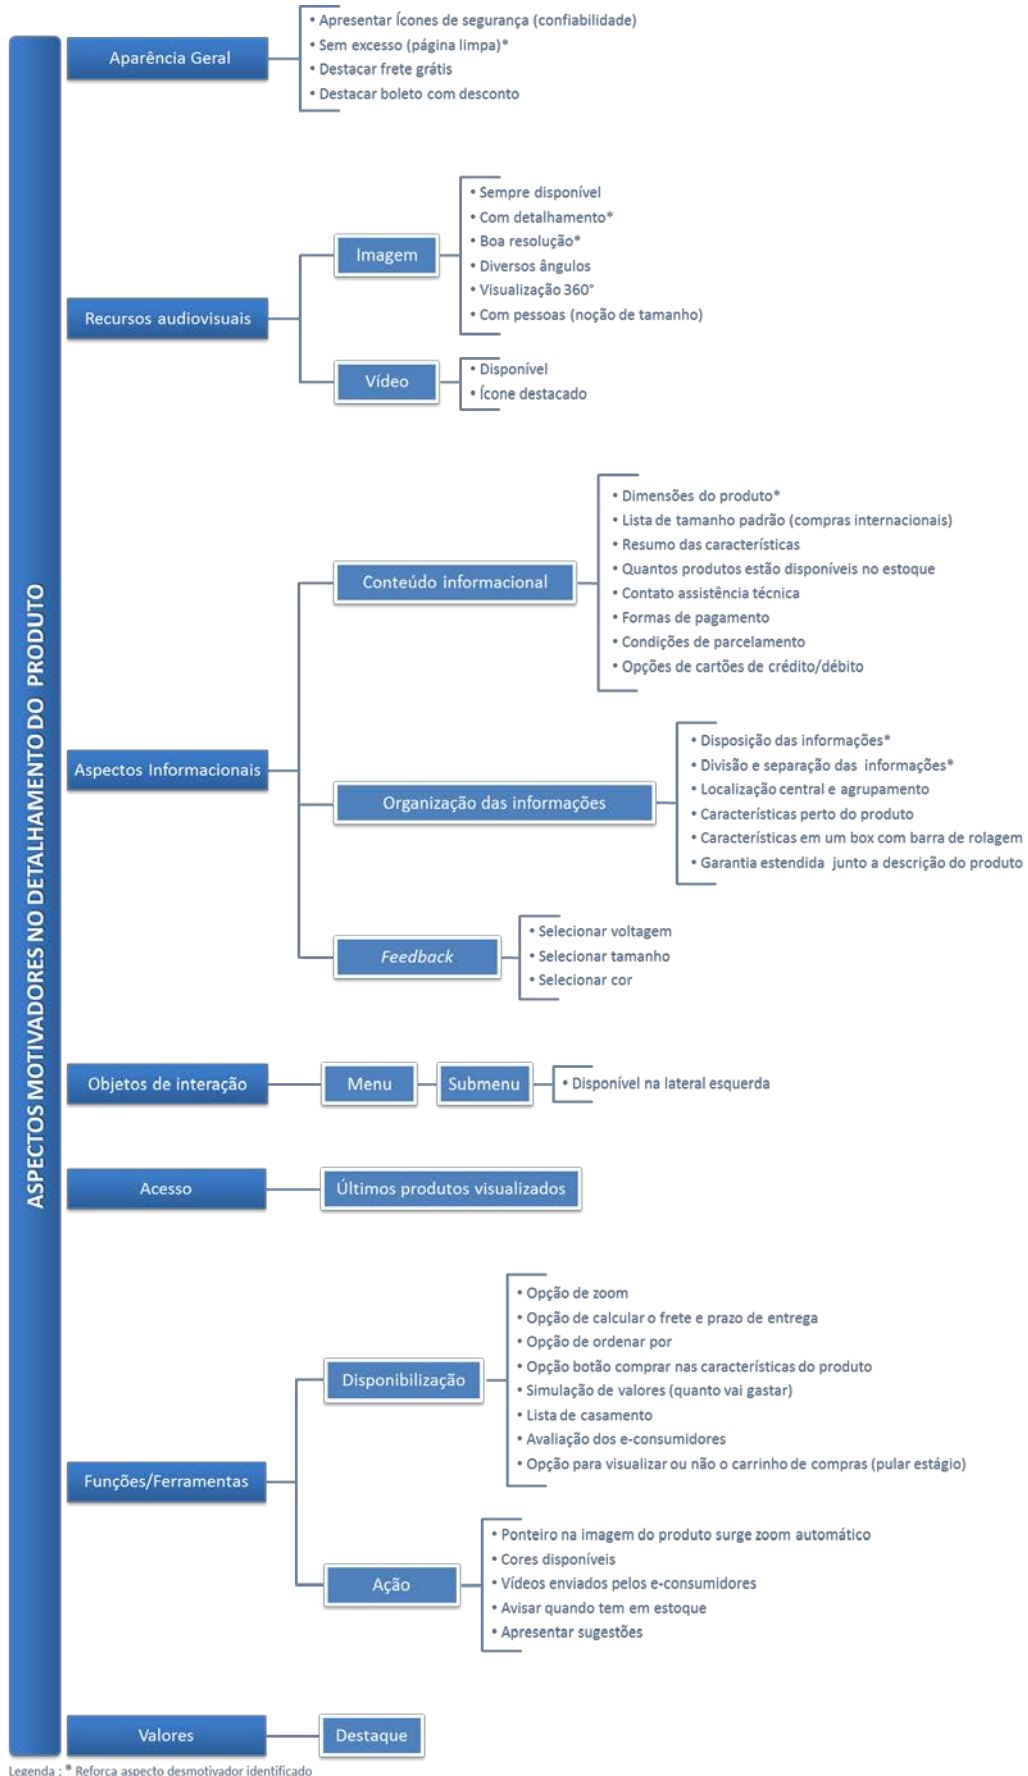 ASPECTOS MOTIVADORES NO DETALHAMENTO DO PRODUTO
Aparência Geral
• Apresentar Ícones de segurança (confiabilidade)
• Sem excesso (página limpa)*
• Destacar frete grátis
• Destacar boleto com desconto
Recursos audiovisuais
Imagem
• Sempre disponível
• Com detalhamento*
• Boa resolução*
• Diversos ângulos
• Visualização 360°
• Com pessoas (noção de tamanho)
Vídeo
• Disponível
• Ícone destacado
Aspectos Informacionais
Conteúdo informacional
• Dimensões do produto*
• Lista de tamanho padrão (compras internacionais)
• Resumo das características
• Quantos produtos estão disponíveis no estoque
• Contato assistência técnica
• Formas de pagamento
• Condições de parcelamento
• Opções de cartões de crédito/débito
Organização das informações
• Disposição das informações*
• Divisão e separação das informações*
• Localização central e agrupamento
• Características perto do produto
• Características em um box com barra de rolagem
• Garantia estendida junto a descrição do produto
Feedback
• Selecionar voltagem
• Selecionar tamanho
• Selecionar cor
Objetos de interação
Menu
Submenu
• Disponível na lateral esquerda
Acesso
Últimos produtos visualizados
Funções/Ferramentas
Disponibilização
• Opção de zoom
• Opção de calcular o frete e prazo de entrega
• Opção de ordenar por
• Opção botão comprar nas características do produto
• Simulação de valores (quanto vai gastar)
• Lista de casamento
• Avaliação dos e-consumidores
• Opção para visualizar ou não o carrinho de compras (pular estágio)
Ação
• Ponteiro na imagem do produto surge zoom automático
• Cores disponíveis
• Vídeos enviados pelos e-consumidores
• Avisar quando tem em estoque
• Apresentar sugestões
Valores
Destaque
Legenda : * Reforça aspecto desmotivador identificado